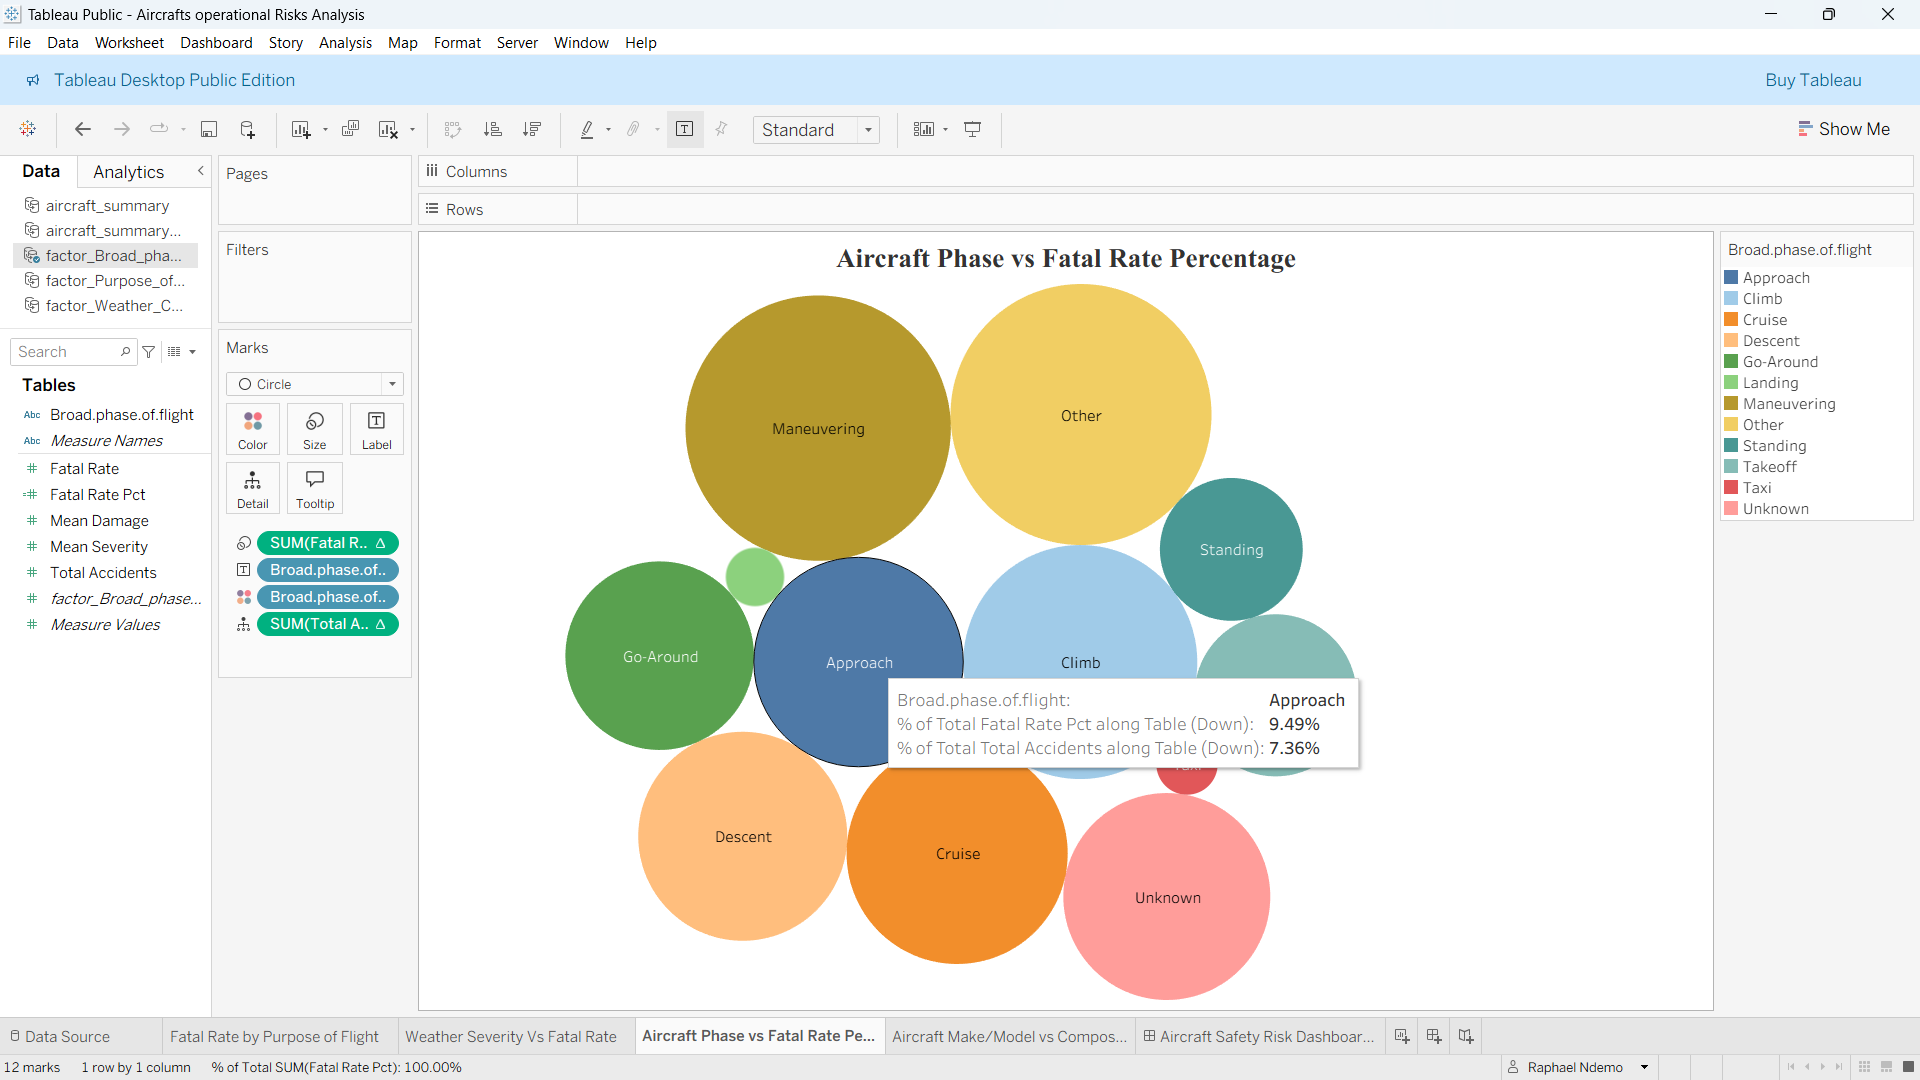 Tableau Public - Aircrafts operational Risks Analysis
File Data Worksheet Dashboard Story Analysis Map Format Server Window Help
Tableau Desktop Public Edition
Buy Tableau
Standard
Show Me
Data
Analytics
aircraft_summary
aircraft_summary...
factor_Broad_pha...
factor_Purpose_of...
factor_Weather_C...
Search
Tables
Abc Broad.phase.of.flight
Abc Measure Names
Fatal Rate
Fatal Rate Pct
Mean Damage
Mean Severity
Total Accidents
factor_Broad_phase...
Measure Values
Pages
Filters
Marks
Circle
Color Size Label
Detail Tooltip
SUM(Fatal R..
Broad.phase.of..
Broad.phase.of..
SUM(Total A..
Columns
Rows
Aircraft Phase vs Fatal Rate Percentage
Maneuvering
Other
Standing
Go-Around
Approach
Climb
Broad.phase.of.flight: Approach
% of Total Fatal Rate Pct along Table (Down): 9.49%
% of Total Total Accidents along Table (Down): 7.36%
Descent
Cruise
Unknown
Broad.phase.of.flight
Approach
Climb
Cruise
Descent
Go-Around
Landing
Maneuvering
Other
Standing
Takeoff
Taxi
Unknown
Data Source
Fatal Rate by Purpose of Flight
Weather Severity Vs Fatal Rate
Aircraft Phase vs Fatal Rate Pe...
Aircraft Make/Model vs Compos...
Aircraft Safety Risk Dashboar...
12 marks 1 row by 1 column % of Total SUM(Fatal Rate Pct): 100.00%
Raphael Ndemo